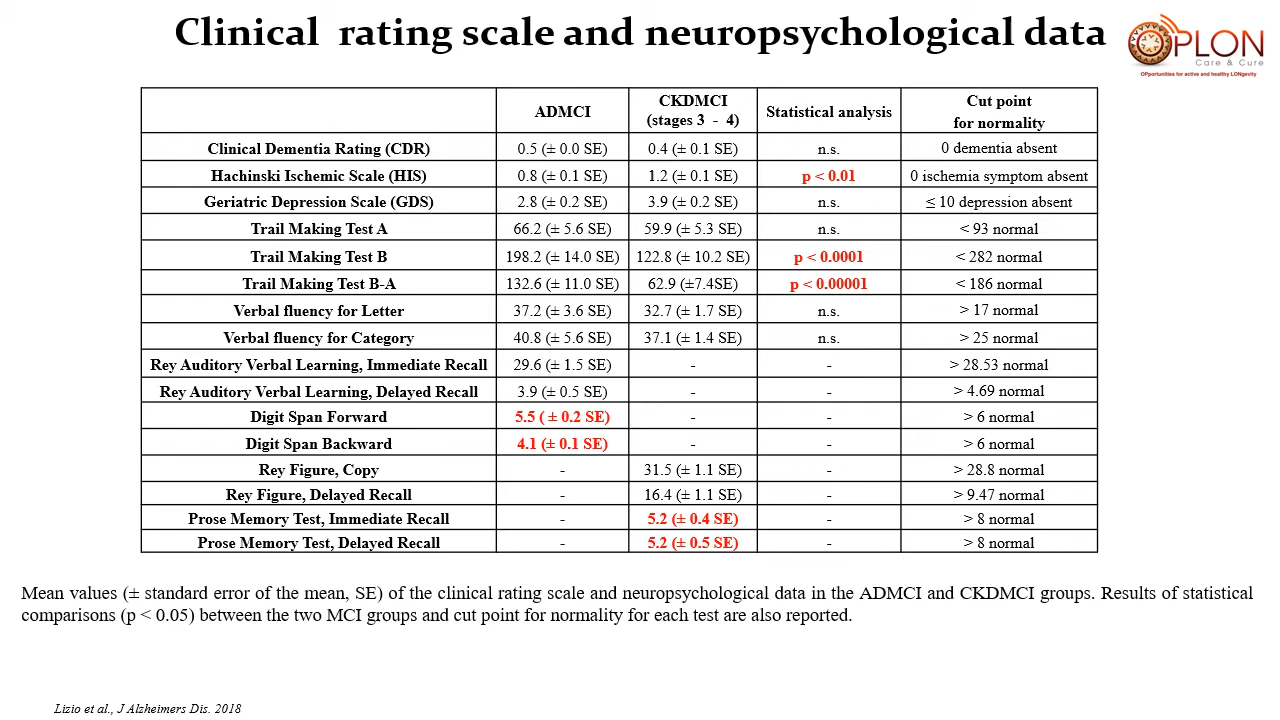 Clinical rating scale and neuropsychological data
OPLON
Care & Cure
OPportunities for active and healthy LONgevity
ADMCI CKDMCI (stages 3 - 4) Statistical analysis Cut point for normality
Clinical Dementia Rating (CDR) 0.5 (± 0.0 SE) 0.4 (± 0.1 SE) n.s. 0 dementia absent
Hachinski Ischemic Scale (HIS) 0.8 (± 0.1 SE) 1.2 (± 0.1 SE) p < 0.01 0 ischemia symptom absent
Geriatric Depression Scale (GDS) 2.8 (± 0.2 SE) 3.9 (± 0.2 SE) n.s. ≤ 10 depression absent
Trail Making Test A 66.2 (± 5.6 SE) 59.9 (± 5.3 SE) n.s. < 93 normal
Trail Making Test B 198.2 (± 14.0 SE) 122.8 (± 10.2 SE) p < 0.0001 < 282 normal
Trail Making Test B-A 132.6 (± 11.0 SE) 62.9 (±7.4SE) p < 0.00001 < 186 normal
Verbal fluency for Letter 37.2 (± 3.6 SE) 32.7 (± 1.7 SE) n.s. > 17 normal
Verbal fluency for Category 40.8 (± 5.6 SE) 37.1 (± 1.4 SE) n.s. > 25 normal
Rey Auditory Verbal Learning, Immediate Recall 29.6 (± 1.5 SE) - - > 28.53 normal
Rey Auditory Verbal Learning, Delayed Recall 3.9 (± 0.5 SE) - - > 4.69 normal
Digit Span Forward 5.5 ( ± 0.2 SE) - - > 6 normal
Digit Span Backward 4.1 (± 0.1 SE) - - > 6 normal
Rey Figure, Copy - 31.5 (± 1.1 SE) - > 28.8 normal
Rey Figure, Delayed Recall - 16.4 (± 1.1 SE) - > 9.47 normal
Prose Memory Test, Immediate Recall - 5.2 (± 0.4 SE) - > 8 normal
Prose Memory Test, Delayed Recall - 5.2 (± 0.5 SE) - > 8 normal
Mean values (± standard error of the mean, SE) of the clinical rating scale and neuropsychological data in the ADMCI and CKDMCI groups. Results of statistical
comparisons (p < 0.05) between the two MCI groups and cut point for normality for each test are also reported.
Lizio et al., J Alzheimers Dis. 2018